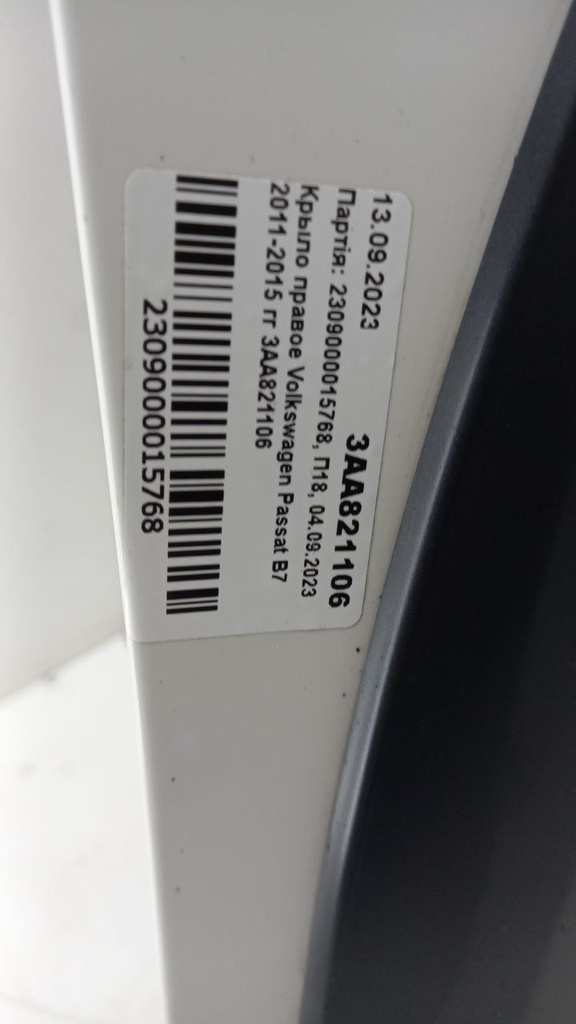 13.09.2023 3AA821106
Партія: 2309000015768, П18, 04.09.2023
Крыло правое Volkswagen Passat B7
2011-2015 гг 3AA821106
2309000015768